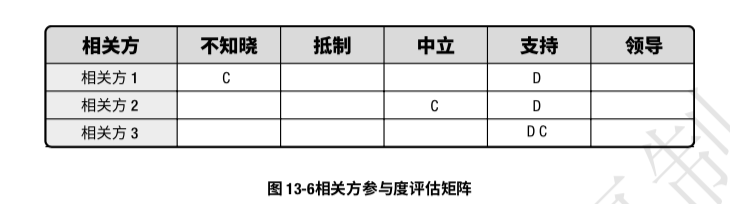 相关方 不知晓 抵制 中立 支持 领导
相关方 1 C D
相关方 2 C D
相关方 3 D C
图 13-6相关方参与度评估矩阵
制